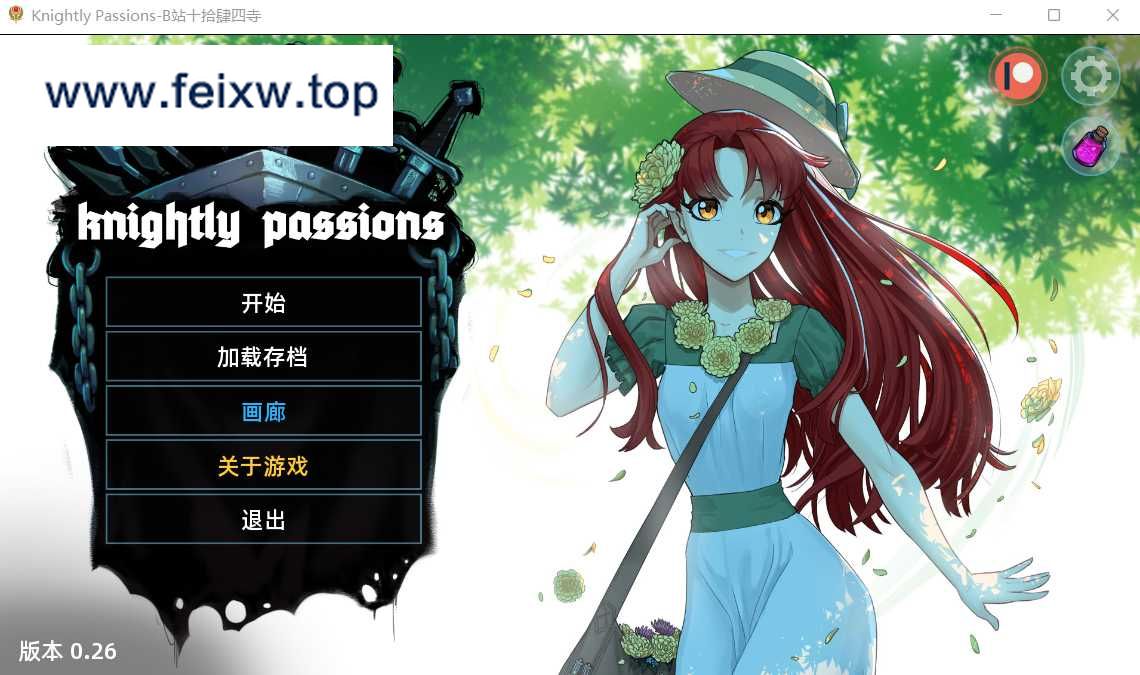 Knightly Passions-B站十拾肆四寺
www.feixw.top
knightly passions
开始
加载存档
画廊
关于游戏
退出
版本 0.26